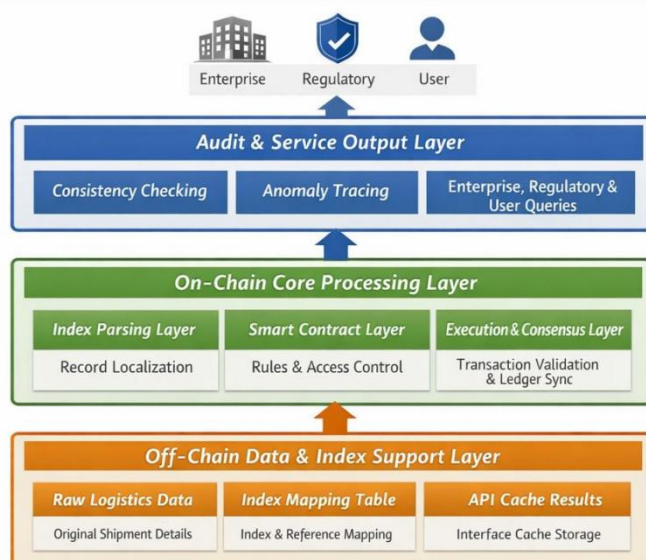 Enterprise Regulatory User
Audit & Service Output Layer
Consistency Checking Anomaly Tracing Enterprise, Regulatory &
User Queries
On-Chain Core Processing Layer
Index Parsing Layer Smart Contract Layer Execution & Consensus Layer
Record Localization Rules & Access Control Transaction Validation
& Ledger Sync
Off-Chain Data & Index Support Layer
Raw Logistics Data Index Mapping Table API Cache Results
Original Shipment Details Index & Reference Mapping Interface Cache Storage